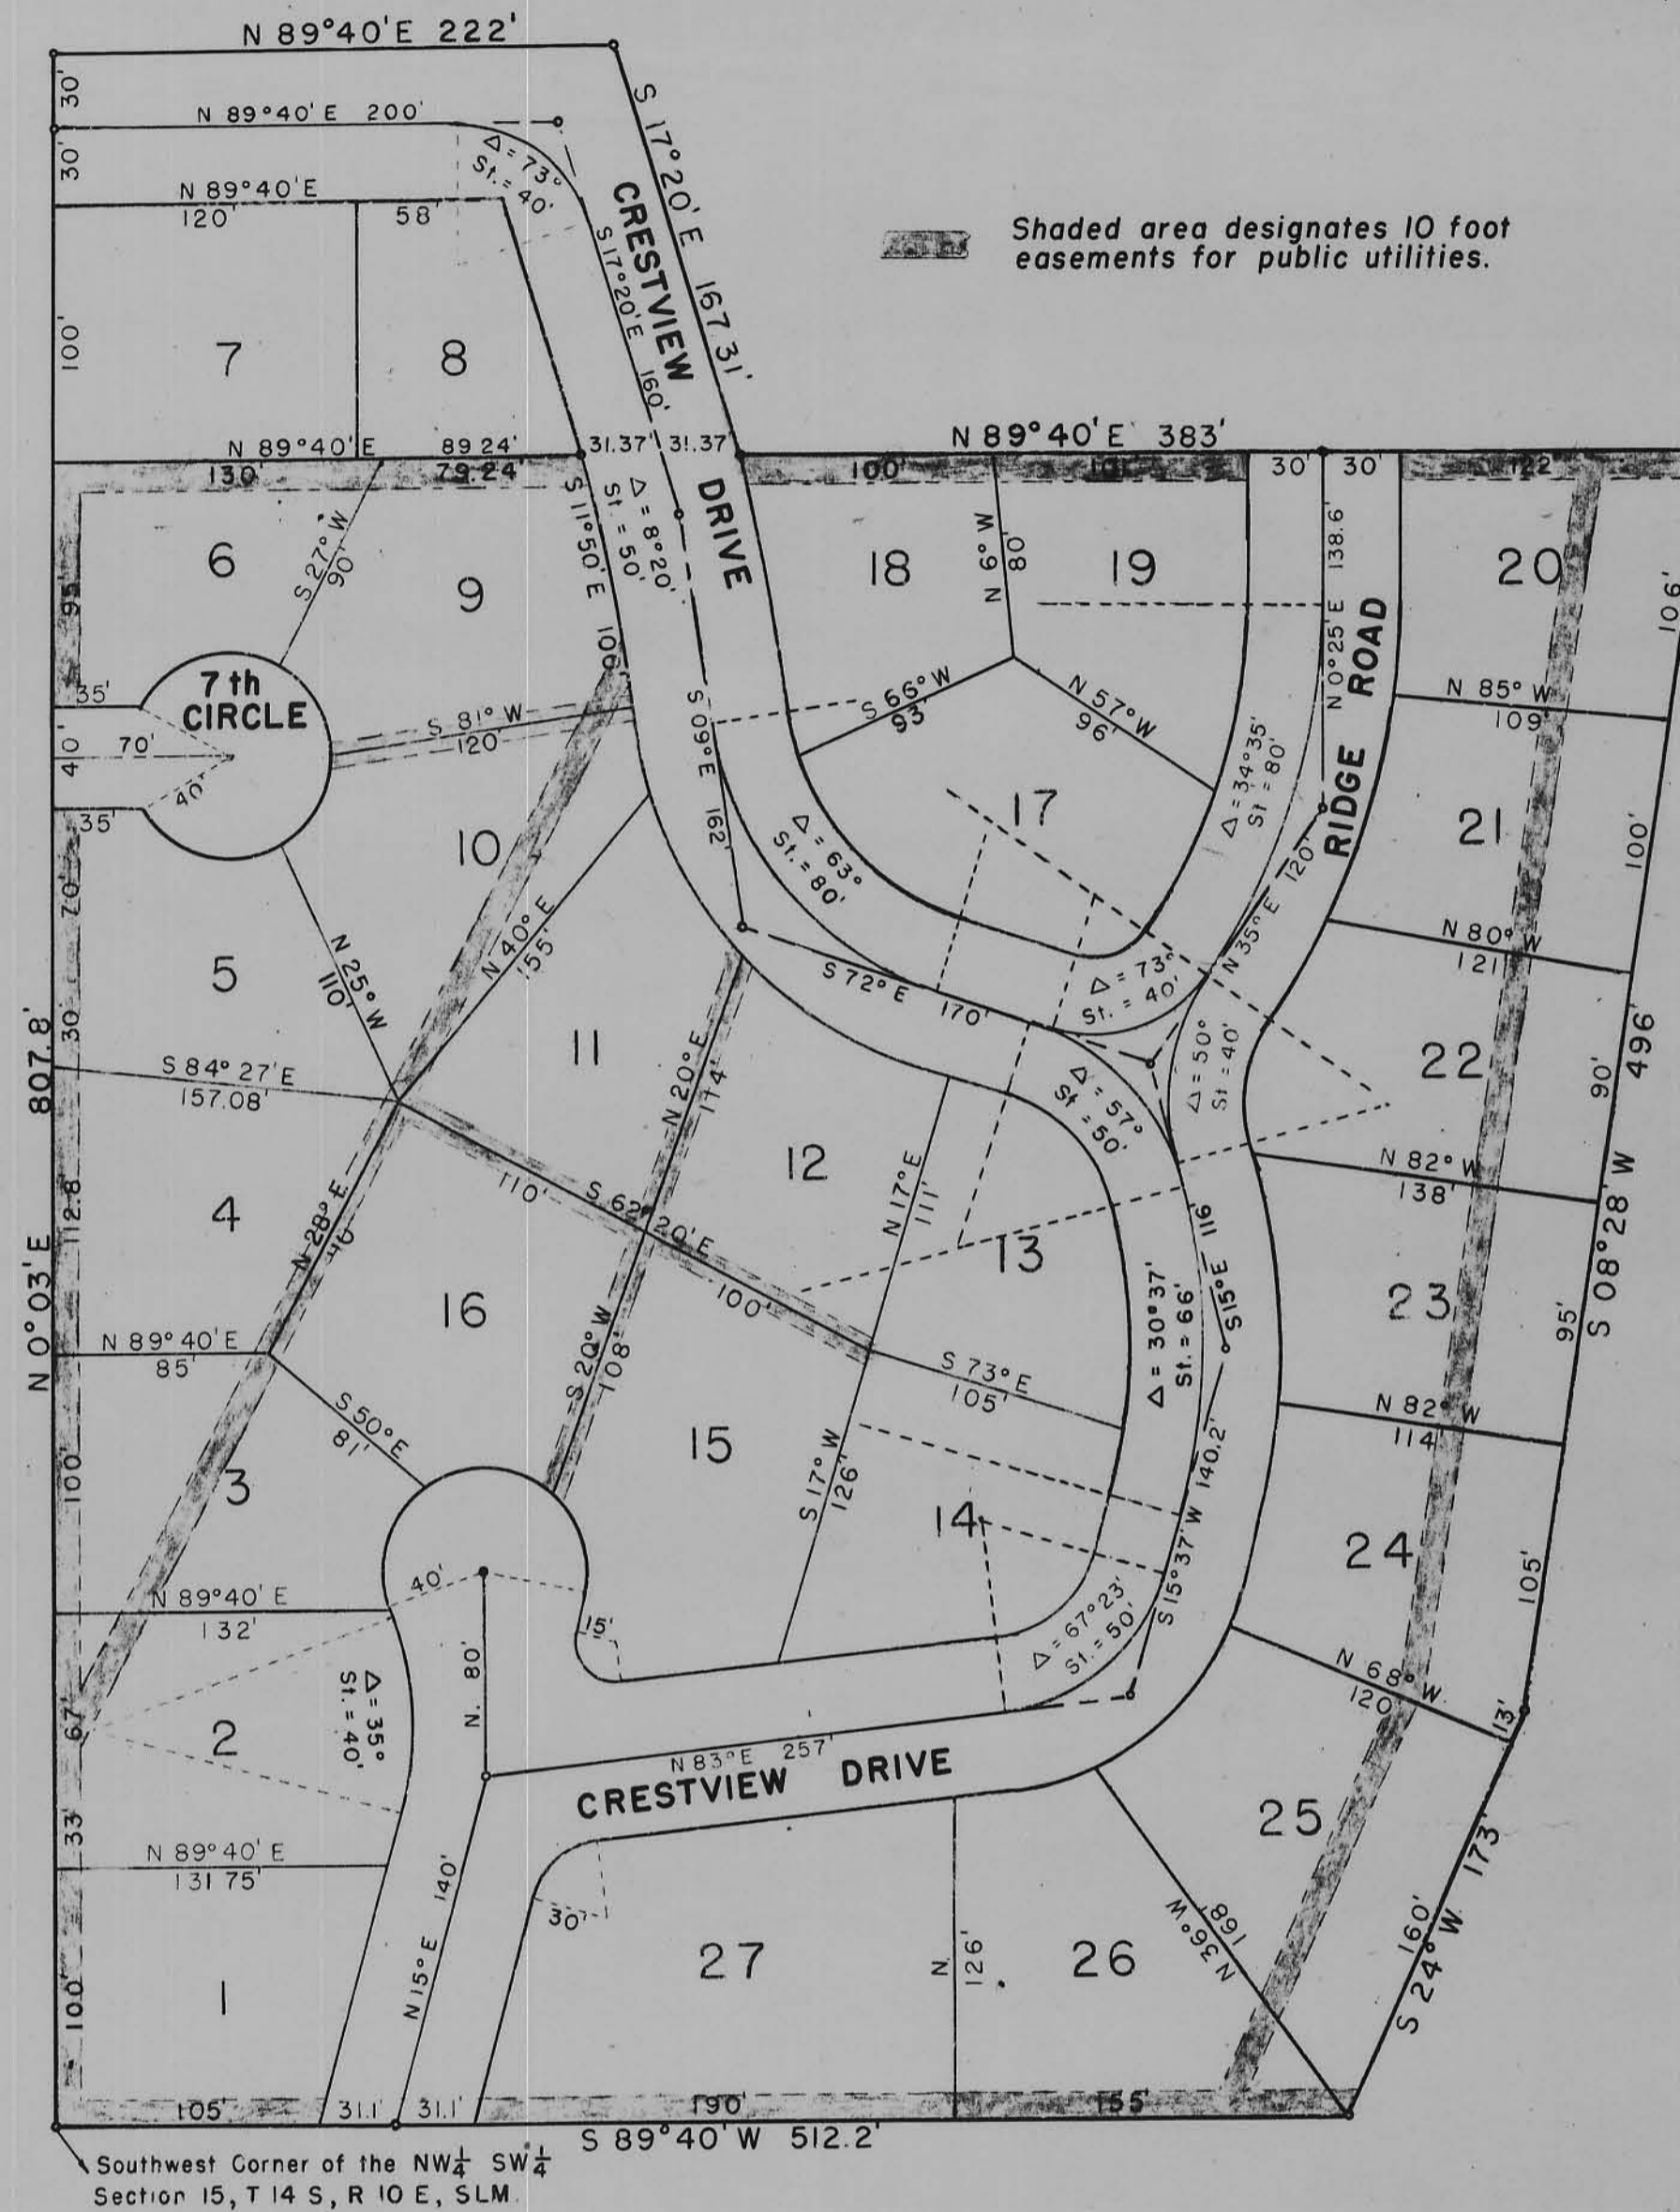 N 89°40'E 222'
30'
N 89°40' E 200'
30'
Δ = 73°
St. = 40'
N 89°40'E
120'
58'
S 17°20' E 167.31'
CRESTVIEW
S 17°20'E 160'
Shaded area designates 10 foot
easements for public utilities.
100'
7
8
N 89°40'E 89.24'
31.37' 31.37'
N 89°40'E 383'
130'
79.24'
100'
101'
30' 30'
122'
S 11°50'E 100'
Δ = 8°20'
St. = 50'
DRIVE
6
S 27° W
90'
9
95'
18
N 6° W
80'
19
138.6'
N 0°25' E
20
106'
RIDGE ROAD
35'
7 th
CIRCLE
40'
70'
40'
35'
S 81° W
120'
S 09°E 162'
S 66° W
93'
N 57° W
96'
N 85° W
109'
17
Δ = 34°35'
St = 80'
21
100'
Δ = 63°
St. = 80'
120'
N 35° E
10
70'
N 40° E
155'
N 80° W
121'
5
N 25° W
110'
S 72° E
170'
Δ = 73°
St. = 40'
30'
N 0°03' E 807.8'
11
N 20° E
114'
Δ = 50°
St = 40'
22
90'
S 08°28' W 496'
S 84°27' E
157.08'
Δ = 57°
St = 50'
12
N 17° E
111'
N 82° W
138'
4
112.8'
N 28° E
110'
110'
S 62°20'E
100'
13
S 15°E 116'
16
Δ = 30°37'
St. = 66'
23
95'
N 89°40' E
85'
S 20° W
108'
S 73° E
105'
N 82° W
114'
S 50° E
81'
15
S 17° W
126'
100'
3
14
S 15°37' W 140.2'
24
105'
40'
N 89°40' E
132'
15'
Δ = 67°23'
St. = 50'
N 68° W
120'
13'
N. 80'
67'
2
Δ = 35°
St. = 40'
N 83°E 257'
CRESTVIEW DRIVE
25
33'
N 89°40' E
131.75'
N 15° E 140'
30'
160'
S 24° W 173'
N 36° W
168'
27
N.
126'
26
100'
1
105'
31.1' 31.1'
190'
155'
S 89°40' W 512.2'
Southwest Corner of the NW¼ SW¼
Section 15, T 14 S, R 10 E, SLM.